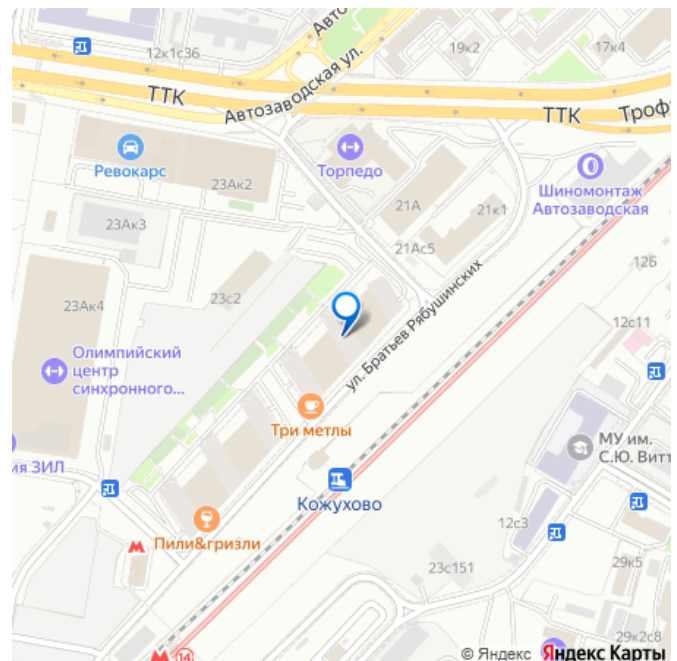 12к1с36
Автозаводская ул.
Авто
19к2
17к4
ТТК
ТТК
Троф
Ревокарс
Торпедо
23Ак2
Шиномонтаж
Автозаводская
21А
21к1
23Ак3
21Ас5
12Б
23Ак4
23с2
ул. Братьев Рябушинских
12с11
Олимпийский
центр
синхронного...
Три метлы
МУ им.
С.Ю. Витт
ия ЗИЛ
Кожухово
Пили&гризли
12с3
23с151
29к5
29к2с8
14
© Яндекс
Яндекс Карты